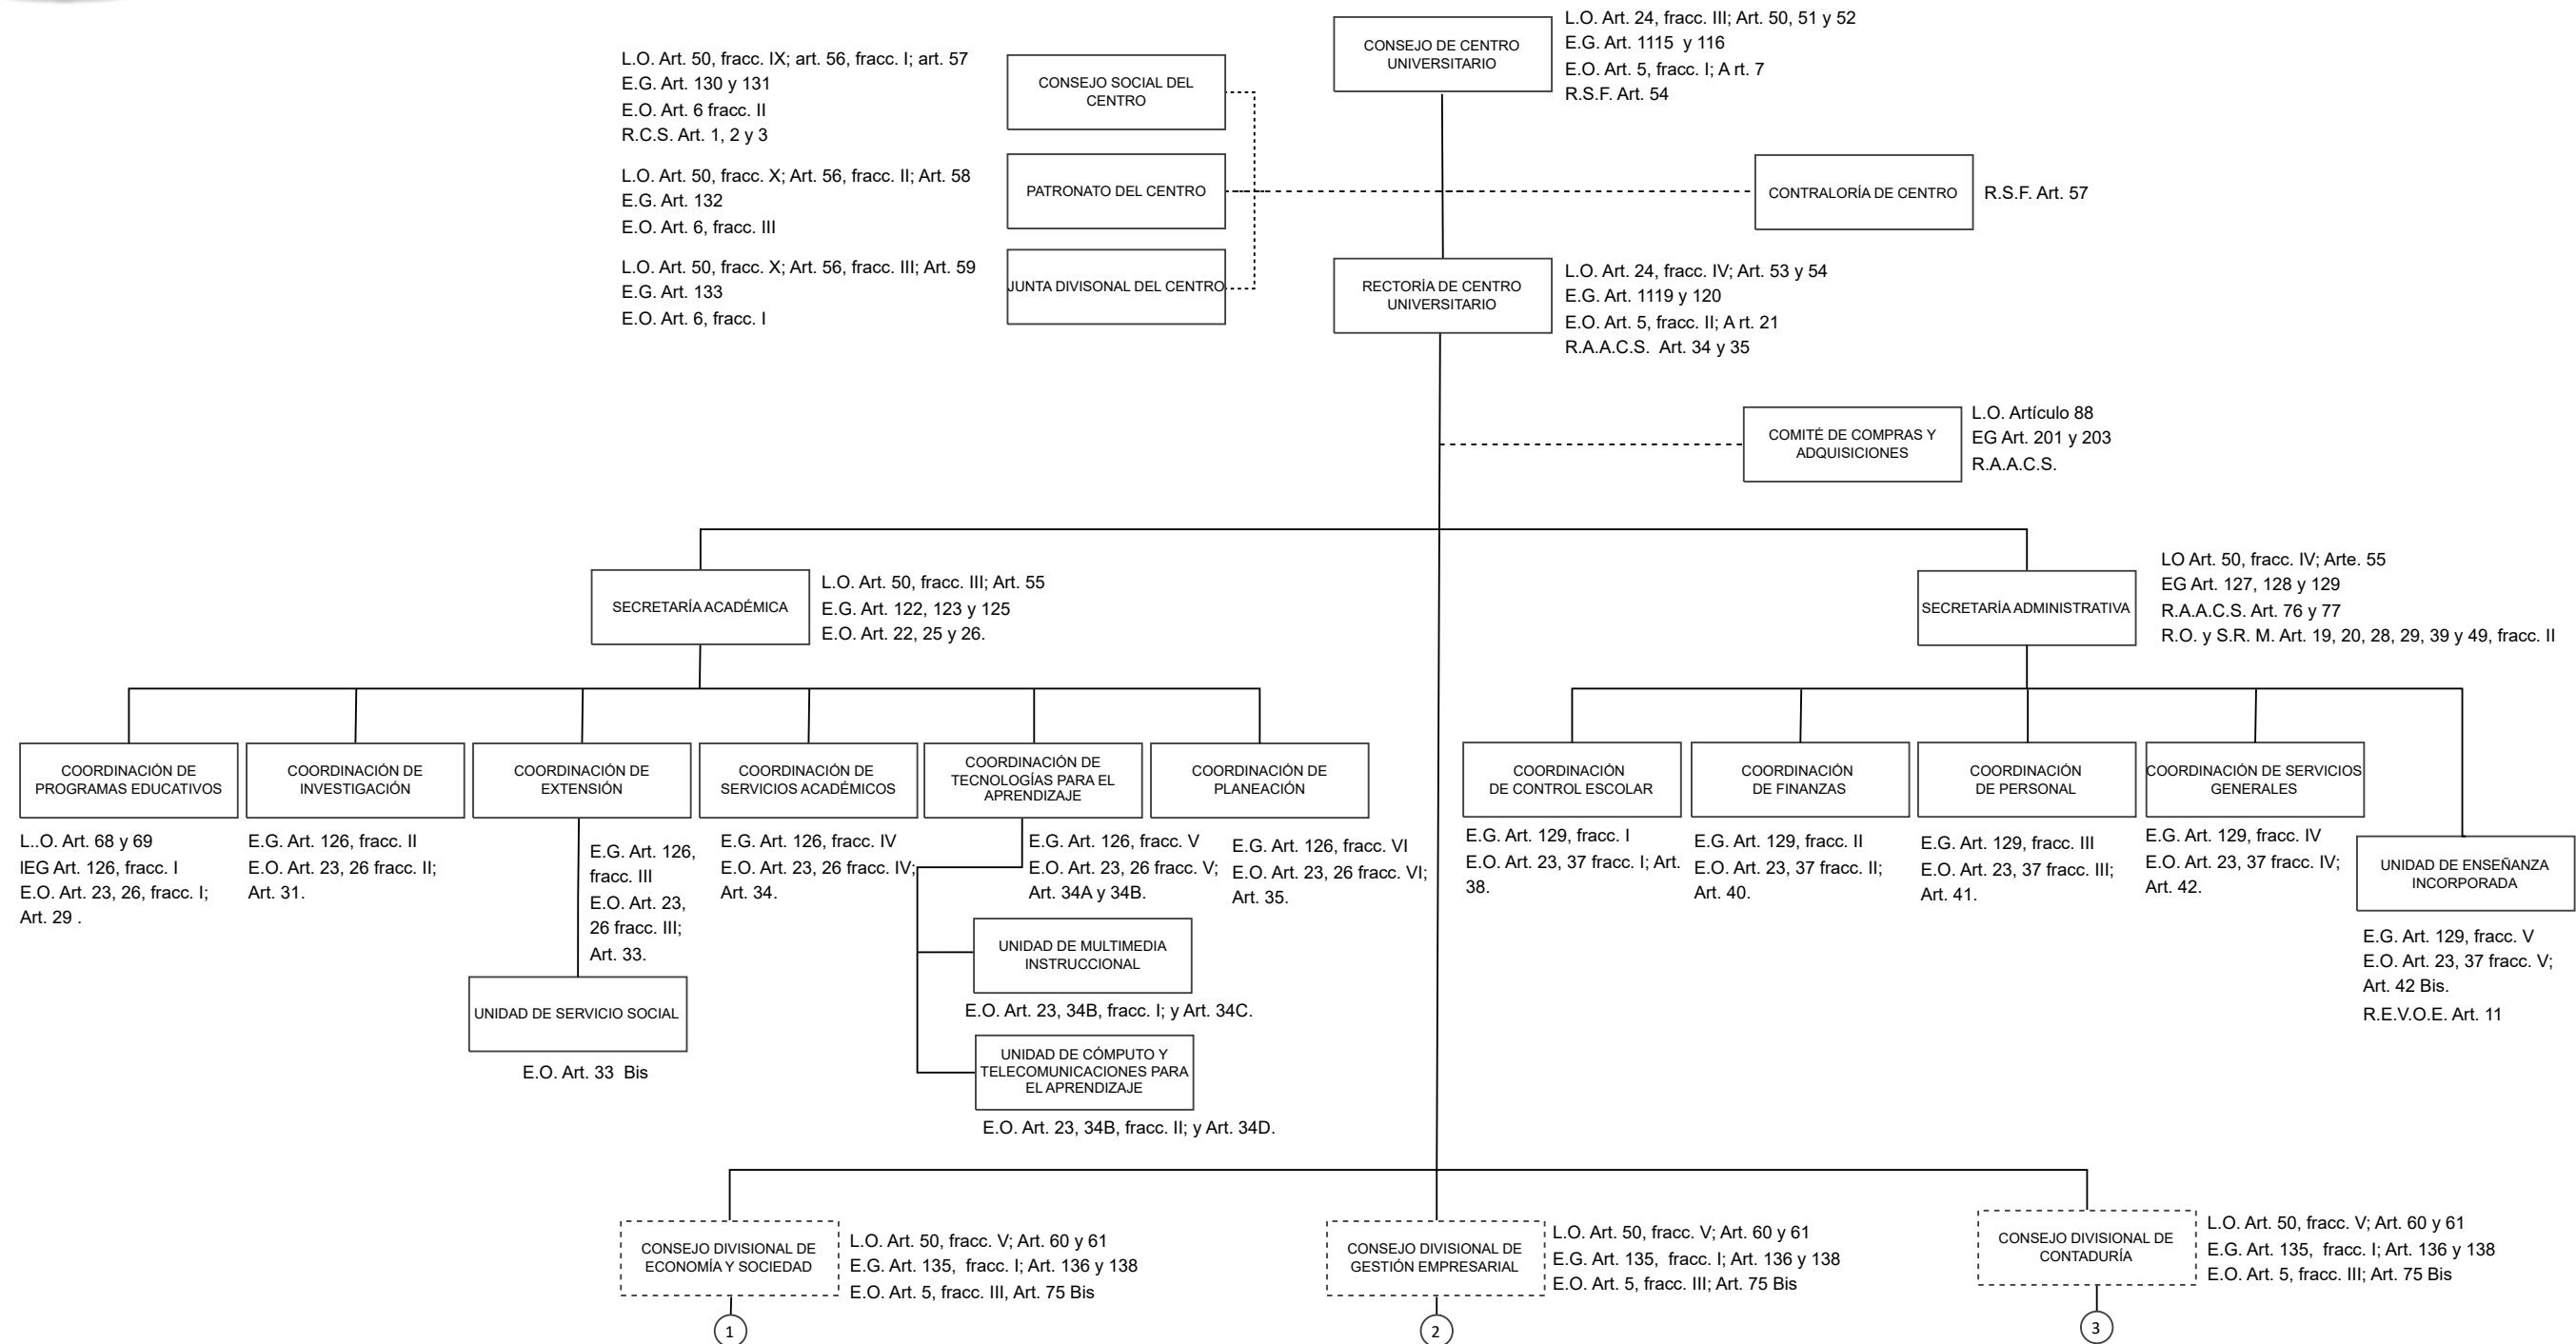 CONSEJO DE CENTRO
UNIVERSITARIO
L.O. Art. 24, fracc. III; Art. 50, 51 y 52
E.G. Art. 1115 y 116
E.O. Art. 5, fracc. I; A rt. 7
R.S.F. Art. 54
L.O. Art. 50, fracc. IX; art. 56, fracc. I; art. 57
E.G. Art. 130 y 131
E.O. Art. 6 fracc. II
R.C.S. Art. 1, 2 y 3
CONSEJO SOCIAL DEL
CENTRO
L.O. Art. 50, fracc. X; Art. 56, fracc. II; Art. 58
E.G. Art. 132
E.O. Art. 6, fracc. III
PATRONATO DEL CENTRO
CONTRALORÍA DE CENTRO
R.S.F. Art. 57
L.O. Art. 50, fracc. X; Art. 56, fracc. III; Art. 59
E.G. Art. 133
E.O. Art. 6, fracc. I
JUNTA DIVISONAL DEL CENTRO
RECTORÍA DE CENTRO
UNIVERSITARIO
L.O. Art. 24, fracc. IV; Art. 53 y 54
E.G. Art. 1119 y 120
E.O. Art. 5, fracc. II; A rt. 21
R.A.A.C.S. Art. 34 y 35
COMITÉ DE COMPRAS Y
ADQUISICIONES
L.O. Artículo 88
EG Art. 201 y 203
R.A.A.C.S.
SECRETARÍA ACADÉMICA
L.O. Art. 50, fracc. III; Art. 55
E.G. Art. 122, 123 y 125
E.O. Art. 22, 25 y 26.
SECRETARÍA ADMINISTRATIVA
LO Art. 50, fracc. IV; Arte. 55
EG Art. 127, 128 y 129
R.A.A.C.S. Art. 76 y 77
R.O. y S.R. M. Art. 19, 20, 28, 29, 39 y 49, fracc. II
COORDINACIÓN DE
PROGRAMAS EDUCATIVOS
L..O. Art. 68 y 69
IEG Art. 126, fracc. I
E.O. Art. 23, 26, fracc. I;
Art. 29 .
COORDINACIÓN DE
INVESTIGACIÓN
E.G. Art. 126, fracc. II
E.O. Art. 23, 26 fracc. II;
Art. 31.
COORDINACIÓN DE
EXTENSIÓN
E.G. Art. 126,
fracc. III
E.O. Art. 23,
26 fracc. III;
Art. 33.
UNIDAD DE SERVICIO SOCIAL
E.O. Art. 33 Bis
COORDINACIÓN DE
SERVICIOS ACADÉMICOS
E.G. Art. 126, fracc. IV
E.O. Art. 23, 26 fracc. IV;
Art. 34.
COORDINACIÓN DE
TECNOLOGÍAS PARA EL
APRENDIZAJE
E.G. Art. 126, fracc. V
E.O. Art. 23, 26 fracc. V;
Art. 34A y 34B.
UNIDAD DE MULTIMEDIA
INSTRUCCIONAL
E.O. Art. 23, 34B, fracc. I; y Art. 34C.
UNIDAD DE CÓMPUTO Y
TELECOMUNICACIONES PARA
EL APRENDIZAJE
E.O. Art. 23, 34B, fracc. II; y Art. 34D.
COORDINACIÓN DE
PLANEACIÓN
E.G. Art. 126, fracc. VI
E.O. Art. 23, 26 fracc. VI;
Art. 35.
COORDINACIÓN
DE CONTROL ESCOLAR
E.G. Art. 129, fracc. I
E.O. Art. 23, 37 fracc. I; Art.
38.
COORDINACIÓN
DE FINANZAS
E.G. Art. 129, fracc. II
E.O. Art. 23, 37 fracc. II;
Art. 40.
COORDINACIÓN
DE PERSONAL
E.G. Art. 129, fracc. III
E.O. Art. 23, 37 fracc. III;
Art. 41.
COORDINACIÓN DE SERVICIOS
GENERALES
E.G. Art. 129, fracc. IV
E.O. Art. 23, 37 fracc. IV;
Art. 42.
UNIDAD DE ENSEÑANZA
INCORPORADA
E.G. Art. 129, fracc. V
E.O. Art. 23, 37 fracc. V;
Art. 42 Bis.
R.E.V.O.E. Art. 11
CONSEJO DIVISIONAL DE
ECONOMÍA Y SOCIEDAD
L.O. Art. 50, fracc. V; Art. 60 y 61
E.G. Art. 135, fracc. I; Art. 136 y 138
E.O. Art. 5, fracc. III, Art. 75 Bis
1
CONSEJO DIVISIONAL DE
GESTIÓN EMPRESARIAL
L.O. Art. 50, fracc. V; Art. 60 y 61
E.G. Art. 135, fracc. I; Art. 136 y 138
E.O. Art. 5, fracc. III; Art. 75 Bis
2
CONSEJO DIVISIONAL DE
CONTADURÍA
L.O. Art. 50, fracc. V; Art. 60 y 61
E.G. Art. 135, fracc. I; Art. 136 y 138
E.O. Art. 5, fracc. III; Art. 75 Bis
3